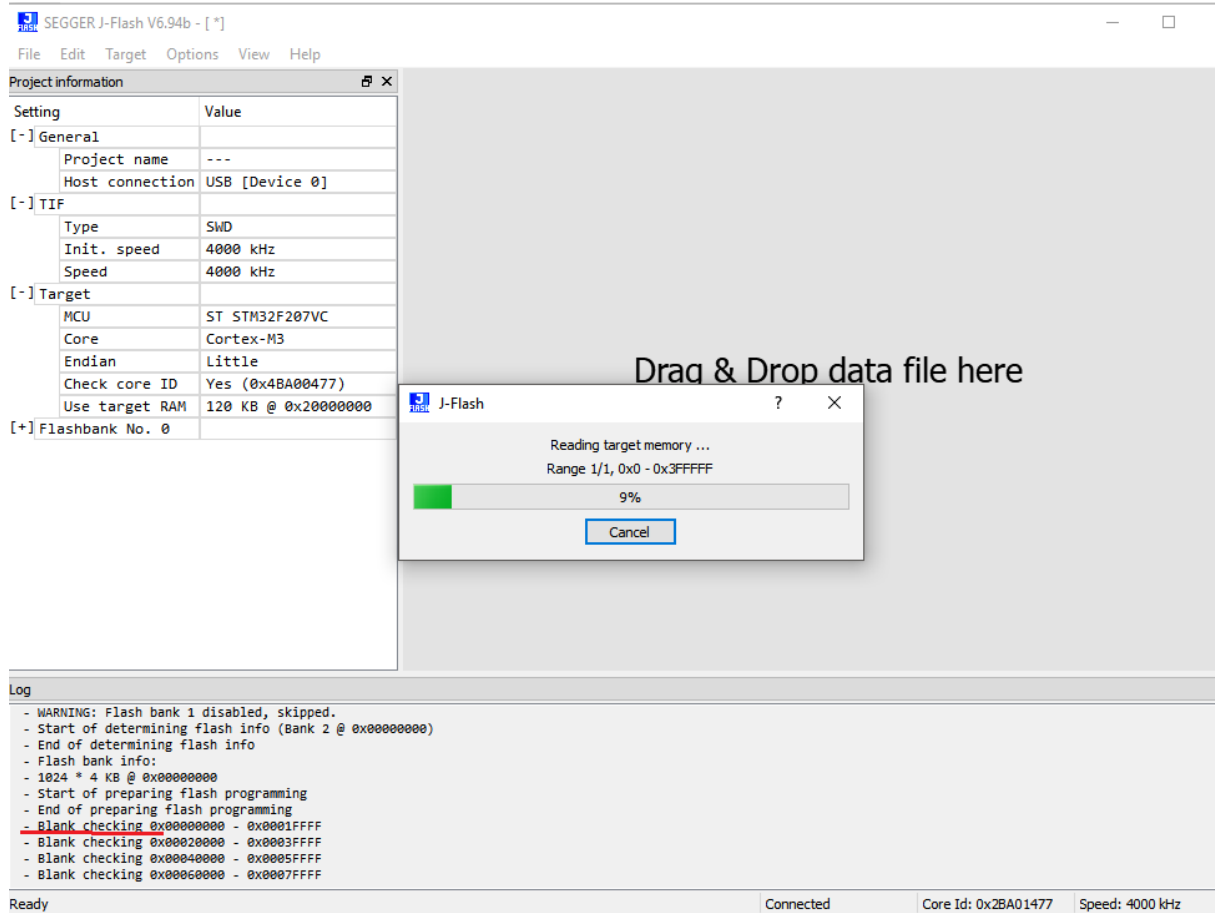 SEGGER J-Flash V6.94b - [ *]
File Edit Target Options View Help
Project information
Setting Value
[-] General
Project name ---
Host connection USB [Device 0]
[-] TIF
Type SWD
Init. speed 4000 kHz
Speed 4000 kHz
[-] Target
MCU ST STM32F207VC
Core Cortex-M3
Endian Little
Check core ID Yes (0x4BA00477)
Use target RAM 120 KB @ 0x20000000
[+] Flashbank No. 0
Drag & Drop data file here
J-Flash ?
Reading target memory ...
Range 1/1, 0x0 - 0x3FFFFF
9%
Cancel
Log
- WARNING: Flash bank 1 disabled, skipped.
- Start of determining flash info (Bank 2 @ 0x00000000)
- End of determining flash info
- Flash bank info:
- 1024 * 4 KB @ 0x00000000
- Start of preparing flash programming
- End of preparing flash programming
- Blank checking 0x00000000 - 0x0001FFFF
- Blank checking 0x00020000 - 0x0003FFFF
- Blank checking 0x00040000 - 0x0005FFFF
- Blank checking 0x00060000 - 0x0007FFFF
Ready Connected Core Id: 0x2BA01477 Speed: 4000 kHz